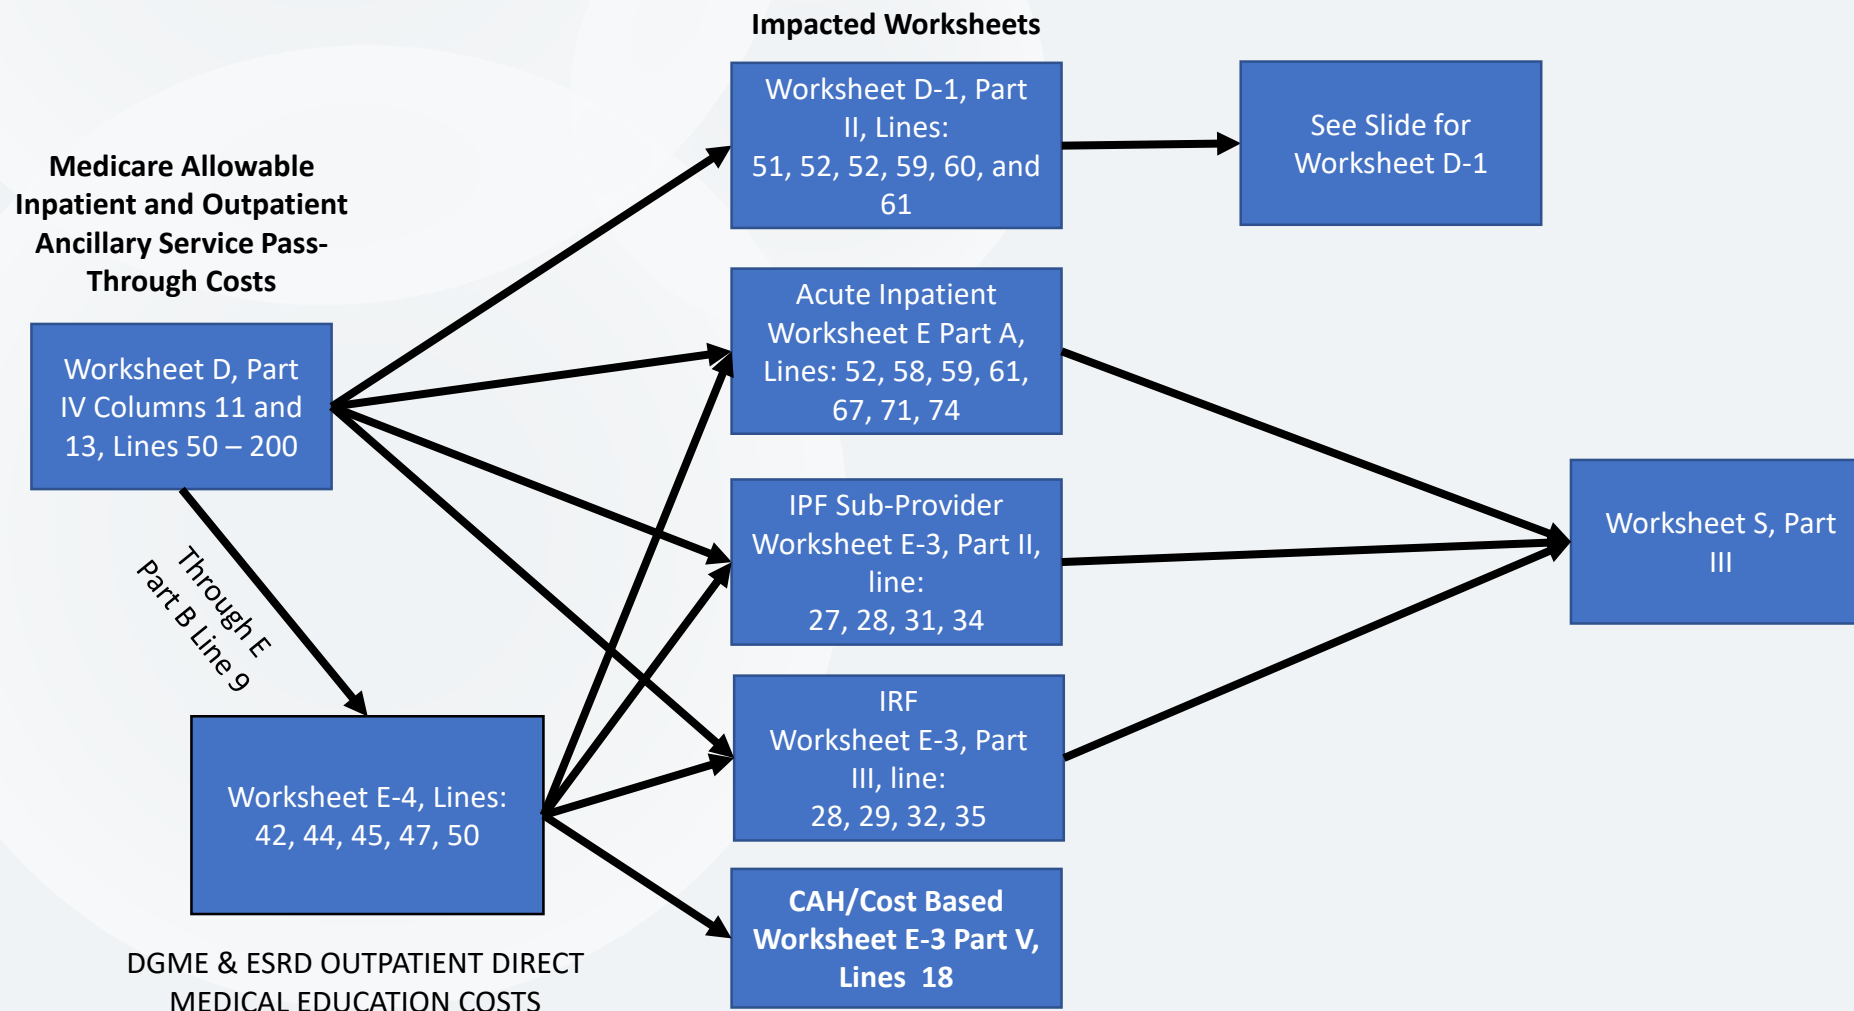 Impacted Worksheets
Medicare Allowable
Inpatient and Outpatient
Ancillary Service Pass-
Through Costs
Worksheet D, Part
IV Columns 11 and
13, Lines 50 – 200
Through E
Part B Line 9
Worksheet E-4, Lines:
42, 44, 45, 47, 50
DGME & ESRD OUTPATIENT DIRECT
MEDICAL EDUCATION COSTS
Worksheet D-1, Part
II, Lines:
51, 52, 52, 59, 60, and
61
See Slide for
Worksheet D-1
Acute Inpatient
Worksheet E Part A,
Lines: 52, 58, 59, 61,
67, 71, 74
IPF Sub-Provider
Worksheet E-3, Part II,
line:
27, 28, 31, 34
IRF
Worksheet E-3, Part
III, line:
28, 29, 32, 35
CAH/Cost Based
Worksheet E-3 Part V,
Lines 18
Worksheet S, Part
III